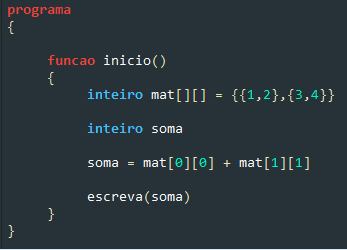 programa
{
funcao inicio()
{
inteiro mat[][] = {{1,2},{3,4}}
inteiro soma
soma = mat[0][0] + mat[1][1]
escreva(soma)
}
}